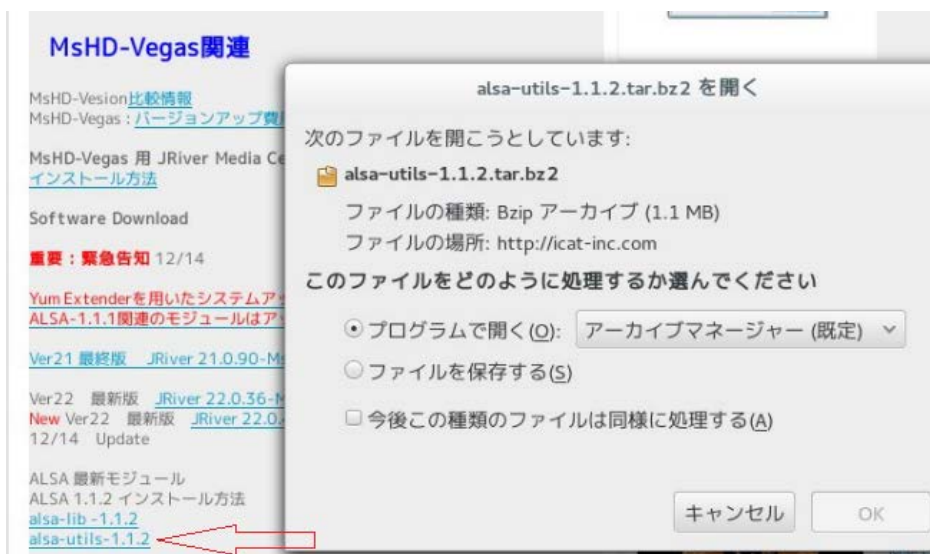 MsHD-Vegas関連
MsHD-Vesion比較情報
MsHD-Vegas : バージョンアップ費
MsHD-Vegas 用 JRiver Media Ce
インストール方法
Software Download
重要：緊急告知 12/14
Yum Extenderを用いたシステムア
ALSA-1.1.1関連のモジュールはア
Ver21 最終版 JRiver 21.0.90-Ms
Ver22 最新版 JRiver 22.0.36-M
New Ver22 最新版 JRiver 22.0.
12/14 Update
ALSA 最新モジュール
ALSA 1.1.2 インストール方法
alsa-lib -1.1.2
alsa-utils-1.1.2
alsa-utils-1.1.2.tar.bz2 を開く
次のファイルを開こうとしています:
alsa-utils-1.1.2.tar.bz2
ファイルの種類: Bzip アーカイブ (1.1 MB)
ファイルの場所: http://icat-inc.com
このファイルをどのように処理するか選んでください
プログラムで開く(O): アーカイブマネージャー (既定)
ファイルを保存する(S)
今後この種類のファイルは同様に処理する(A)
キャンセル OK